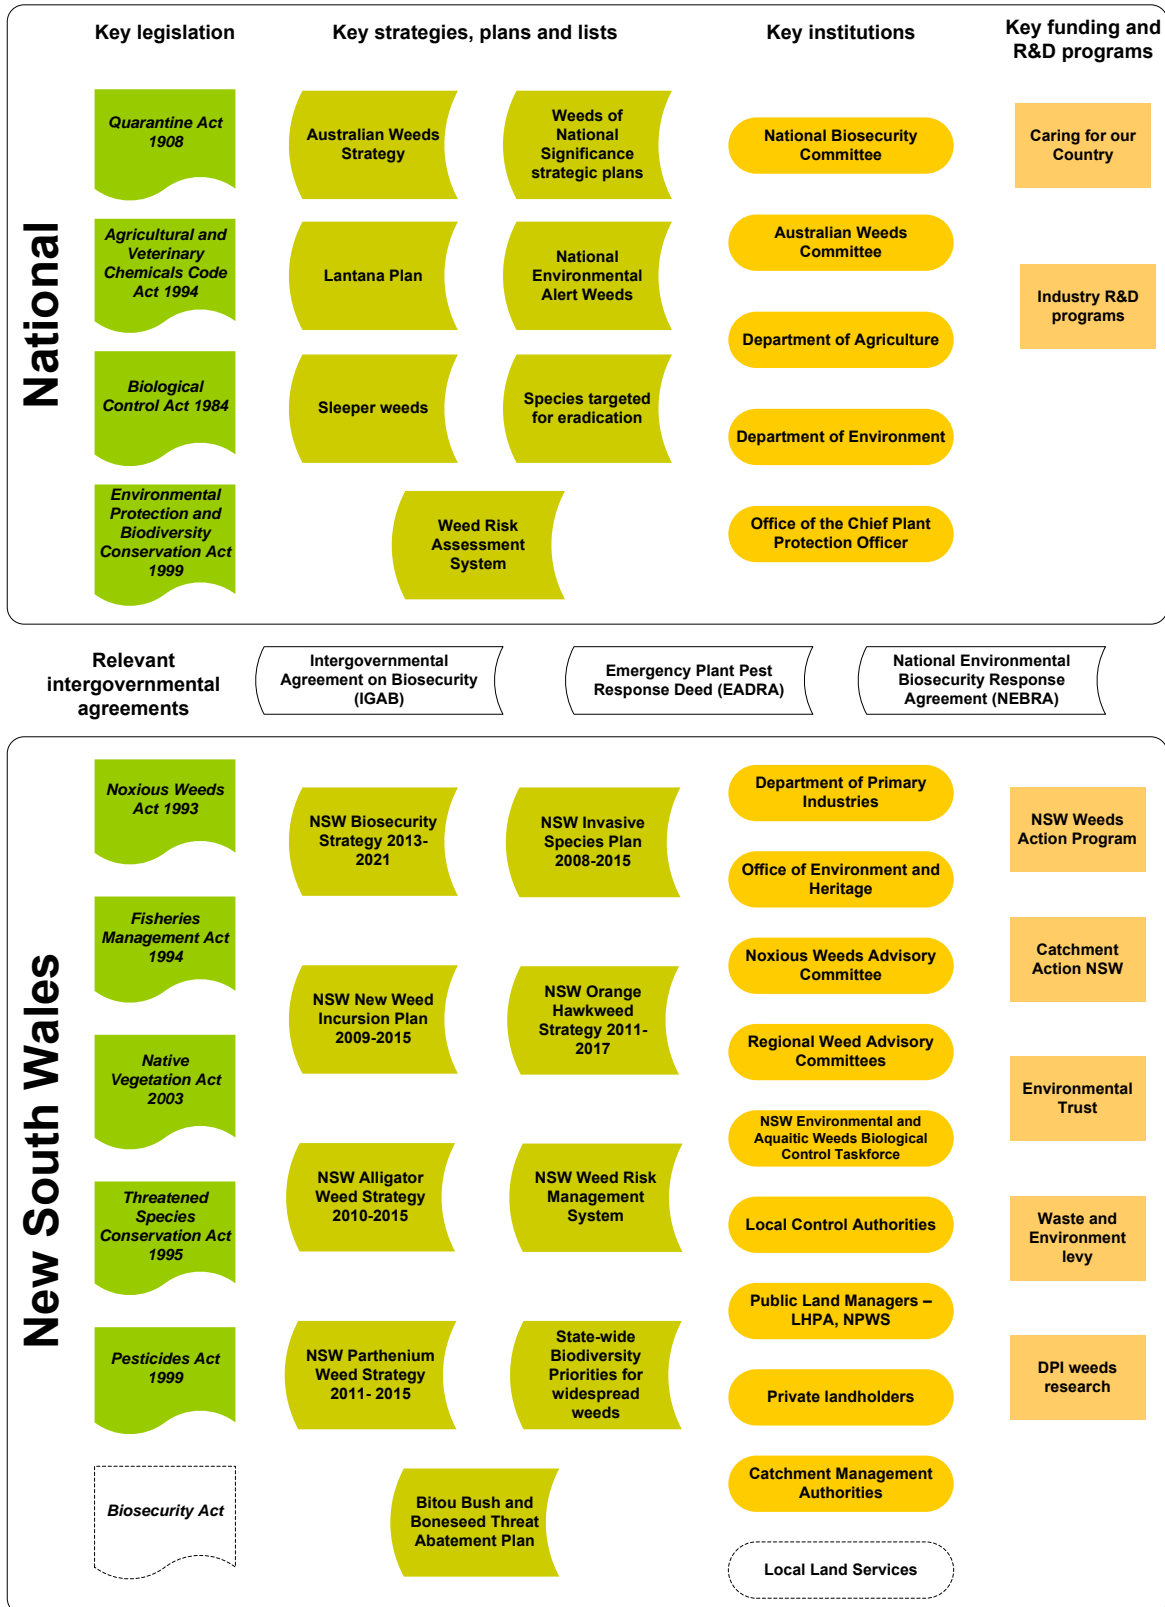 Key legislation
Key strategies, plans and lists
Key institutions
Key funding and
R&D programs
National
Quarantine Act
1908
Agricultural and
Veterinary
Chemicals Code
Act 1994
Biological
Control Act 1984
Environmental
Protection and
Biodiversity
Conservation Act
1999
Australian Weeds
Strategy
Weeds of
National
Significance
strategic plans
Lantana Plan
National
Environmental
Alert Weeds
Sleeper weeds
Species targeted
for eradication
Weed Risk
Assessment
System
National Biosecurity
Committee
Australian Weeds
Committee
Department of Agriculture
Department of Environment
Office of the Chief Plant
Protection Officer
Caring for our
Country
Industry R&D
programs
Relevant
intergovernmental
agreements
Intergovernmental
Agreement on Biosecurity
(IGAB)
Emergency Plant Pest
Response Deed (EADRA)
National Environmental
Biosecurity Response
Agreement (NEBRA)
New South Wales
Noxious Weeds
Act 1993
Fisheries
Management Act
1994
Native
Vegetation Act
2003
Threatened
Species
Conservation Act
1995
Pesticides Act
1999
Biosecurity Act
NSW Biosecurity
Strategy 2013-
2021
NSW Invasive
Species Plan
2008-2015
NSW New Weed
Incursion Plan
2009-2015
NSW Orange
Hawkweed
Strategy 2011-
2017
NSW Alligator
Weed Strategy
2010-2015
NSW Weed Risk
Management
System
NSW Parthenium
Weed Strategy
2011- 2015
State-wide
Biodiversity
Priorities for
widespread
weeds
Bitou Bush and
Boneseed Threat
Abatement Plan
Department of Primary
Industries
Office of Environment and
Heritage
Noxious Weeds Advisory
Committee
Regional Weed Advisory
Committees
NSW Environmental and
Aquaitic Weeds Biological
Control Taskforce
Local Control Authorities
Public Land Managers –
LHPA, NPWS
Private landholders
Catchment Management
Authorities
Local Land Services
NSW Weeds
Action Program
Catchment
Action NSW
Environmental
Trust
Waste and
Environment
levy
DPI weeds
research